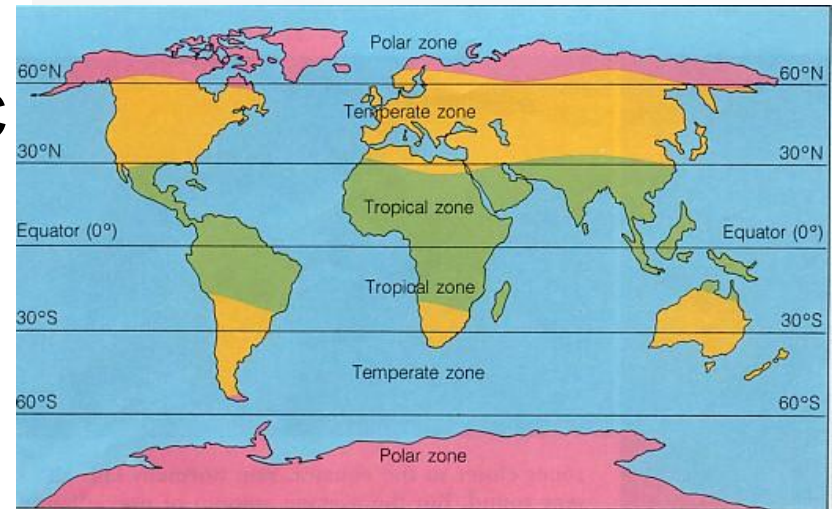 C
Polar zone
60°N 60°N
Temperate zone
30°N 30°N
Tropical zone
Equator (0°) Equator (0°)
Tropical zone
30°S 30°S
Temperate zone
60°S 60°S
Polar zone